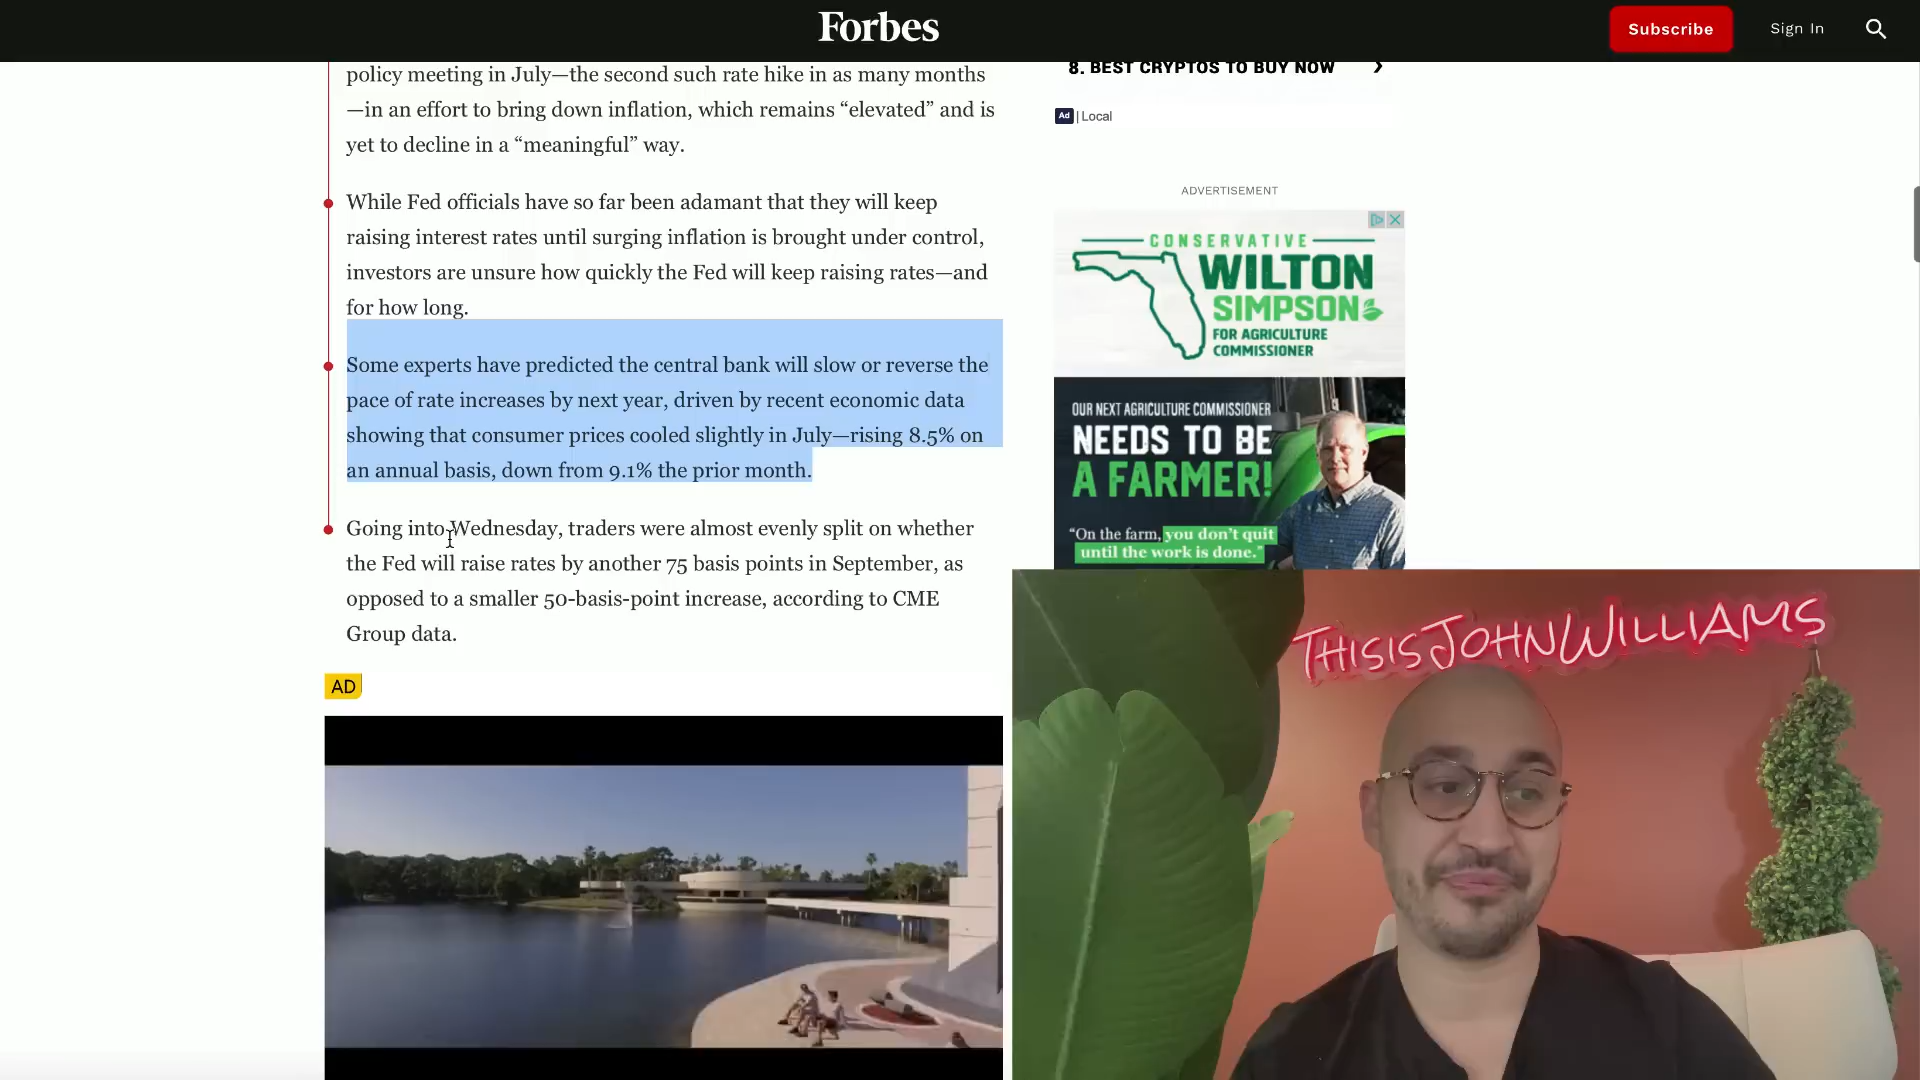 Forbes
Subscribe
Sign In
policy meeting in July—the second such rate hike in as many months
—in an effort to bring down inflation, which remains “elevated” and is
yet to decline in a “meaningful” way.
While Fed officials have so far been adamant that they will keep
raising interest rates until surging inflation is brought under control,
investors are unsure how quickly the Fed will keep raising rates—and
for how long.
Some experts have predicted the central bank will slow or reverse the
pace of rate increases by next year, driven by recent economic data
showing that consumer prices cooled slightly in July—rising 8.5% on
an annual basis, down from 9.1% the prior month.
Going into Wednesday, traders were almost evenly split on whether
the Fed will raise rates by another 75 basis points in September, as
opposed to a smaller 50-basis-point increase, according to CME
Group data.
AD
8. BEST CRYPTOS TO BUY NOW
Ad | Local
ADVERTISEMENT
CONSERVATIVE
WILTON
SIMPSON
FOR AGRICULTURE
COMMISSIONER
OUR NEXT AGRICULTURE COMMISSIONER
NEEDS TO BE
A FARMER!
“On the farm, you don’t quit
until the work is done.”
THISISJOHNWILLIAMS